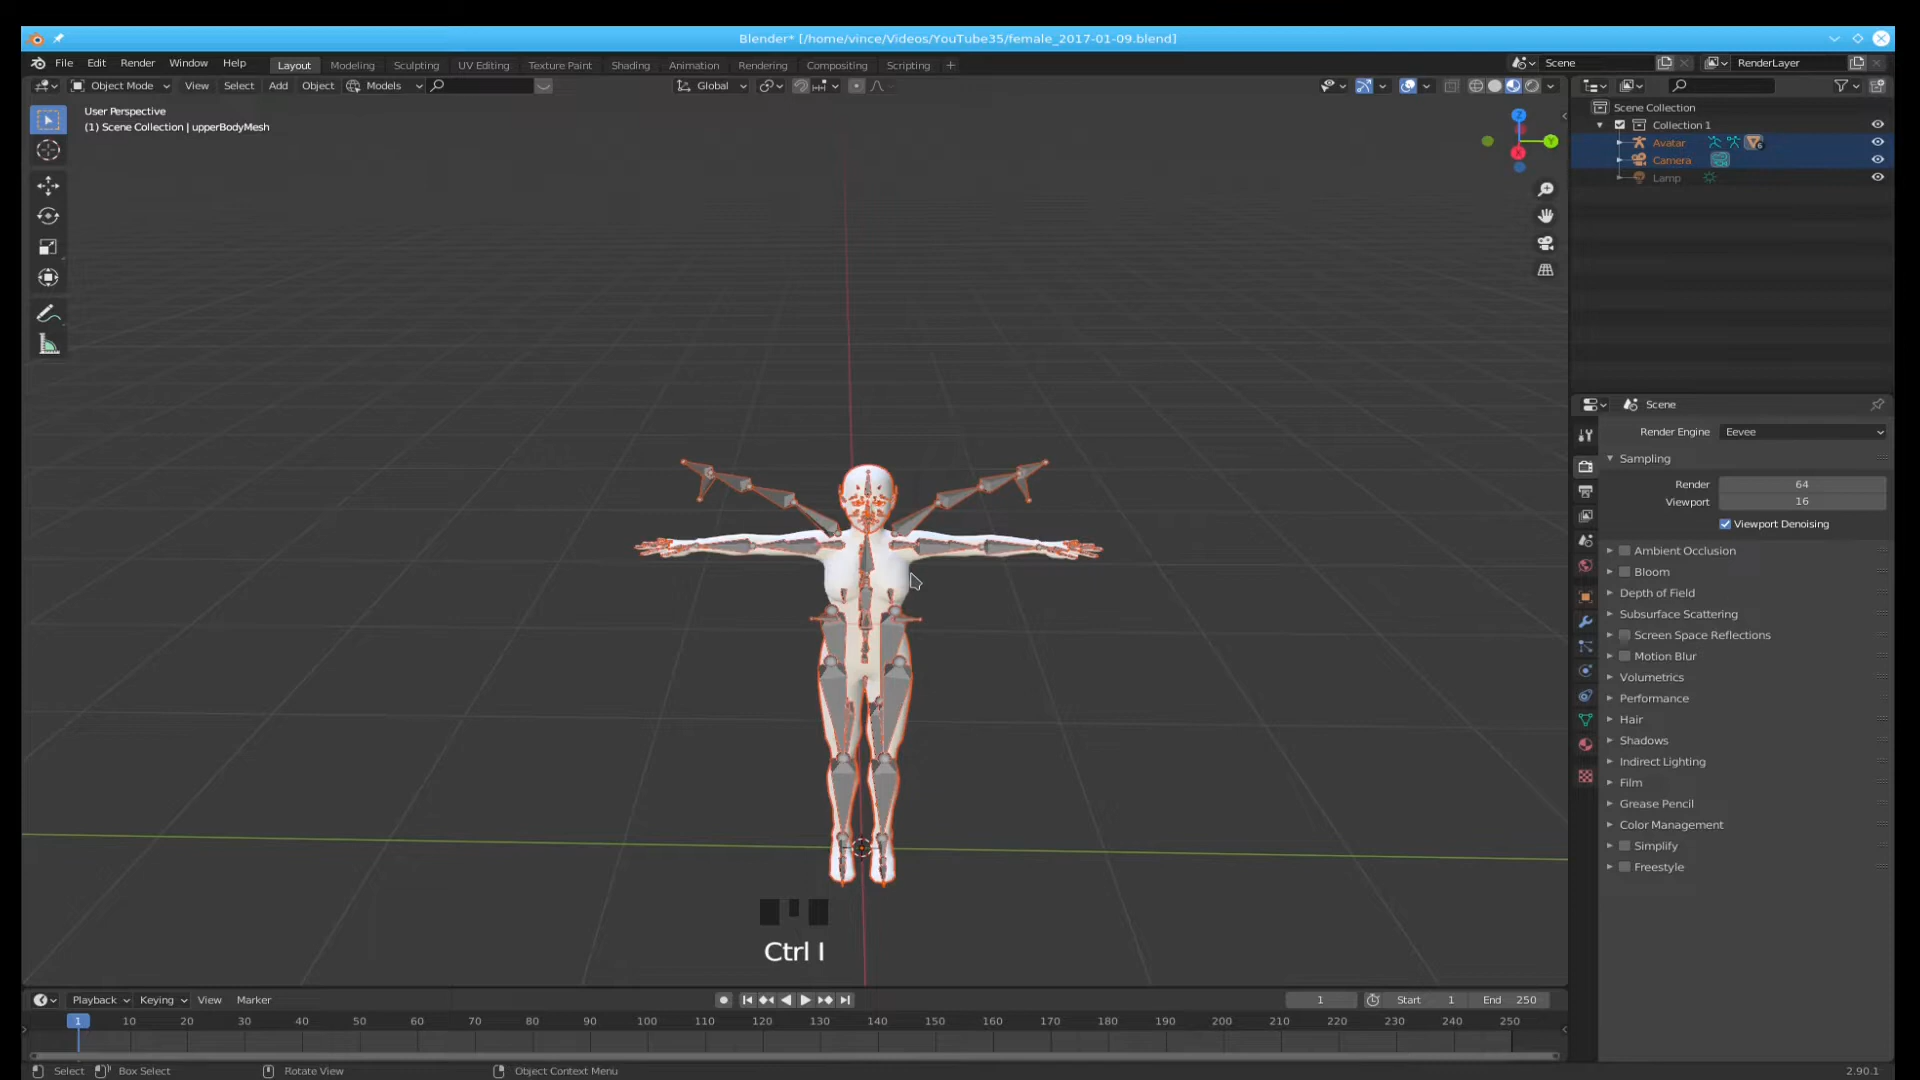 Blender* [/home/vince/Videos/YouTube35/female_2017-01-09.blend]
File Edit Render Window Help Layout Modeling Sculpting UV Editing Texture Paint Shading Animation Rendering Compositing Scripting + Scene RenderLayer
Object Mode View Select Add Object Models Global
User Perspective
(1) Scene Collection | upperBodyMesh
Z
Y
X
Scene Collection
Collection 1
Avatar 6
Camera
Lamp
Scene
Render Engine Eevee
Sampling
Render 64
Viewport 16
Viewport Denoising
Ambient Occlusion
Bloom
Depth of Field
Subsurface Scattering
Screen Space Reflections
Motion Blur
Volumetrics
Performance
Hair
Shadows
Indirect Lighting
Film
Grease Pencil
Color Management
Simplify
Freestyle
Ctrl I
Playback Keying View Marker 1 Start 1 End 250
1 10 20 30 40 50 60 70 80 90 100 110 120 130 140 150 160 170 180 190 200 210 220 230 240 250
Select Box Select Rotate View Object Context Menu 2.90.1